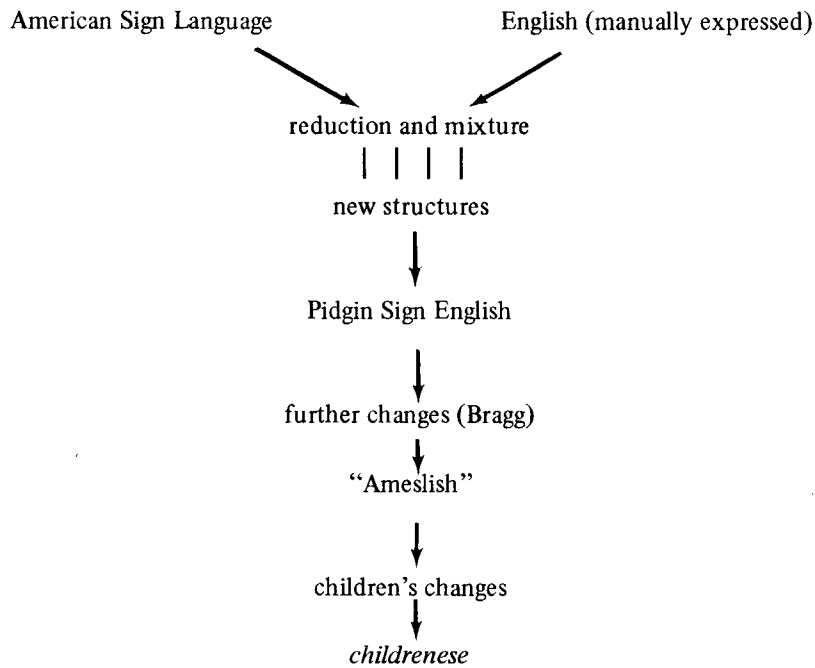 American Sign Language English (manually expressed)
reduction and mixture
new structures
Pidgin Sign English
further changes (Bragg)
“Ameslish”
children’s changes
childrenese